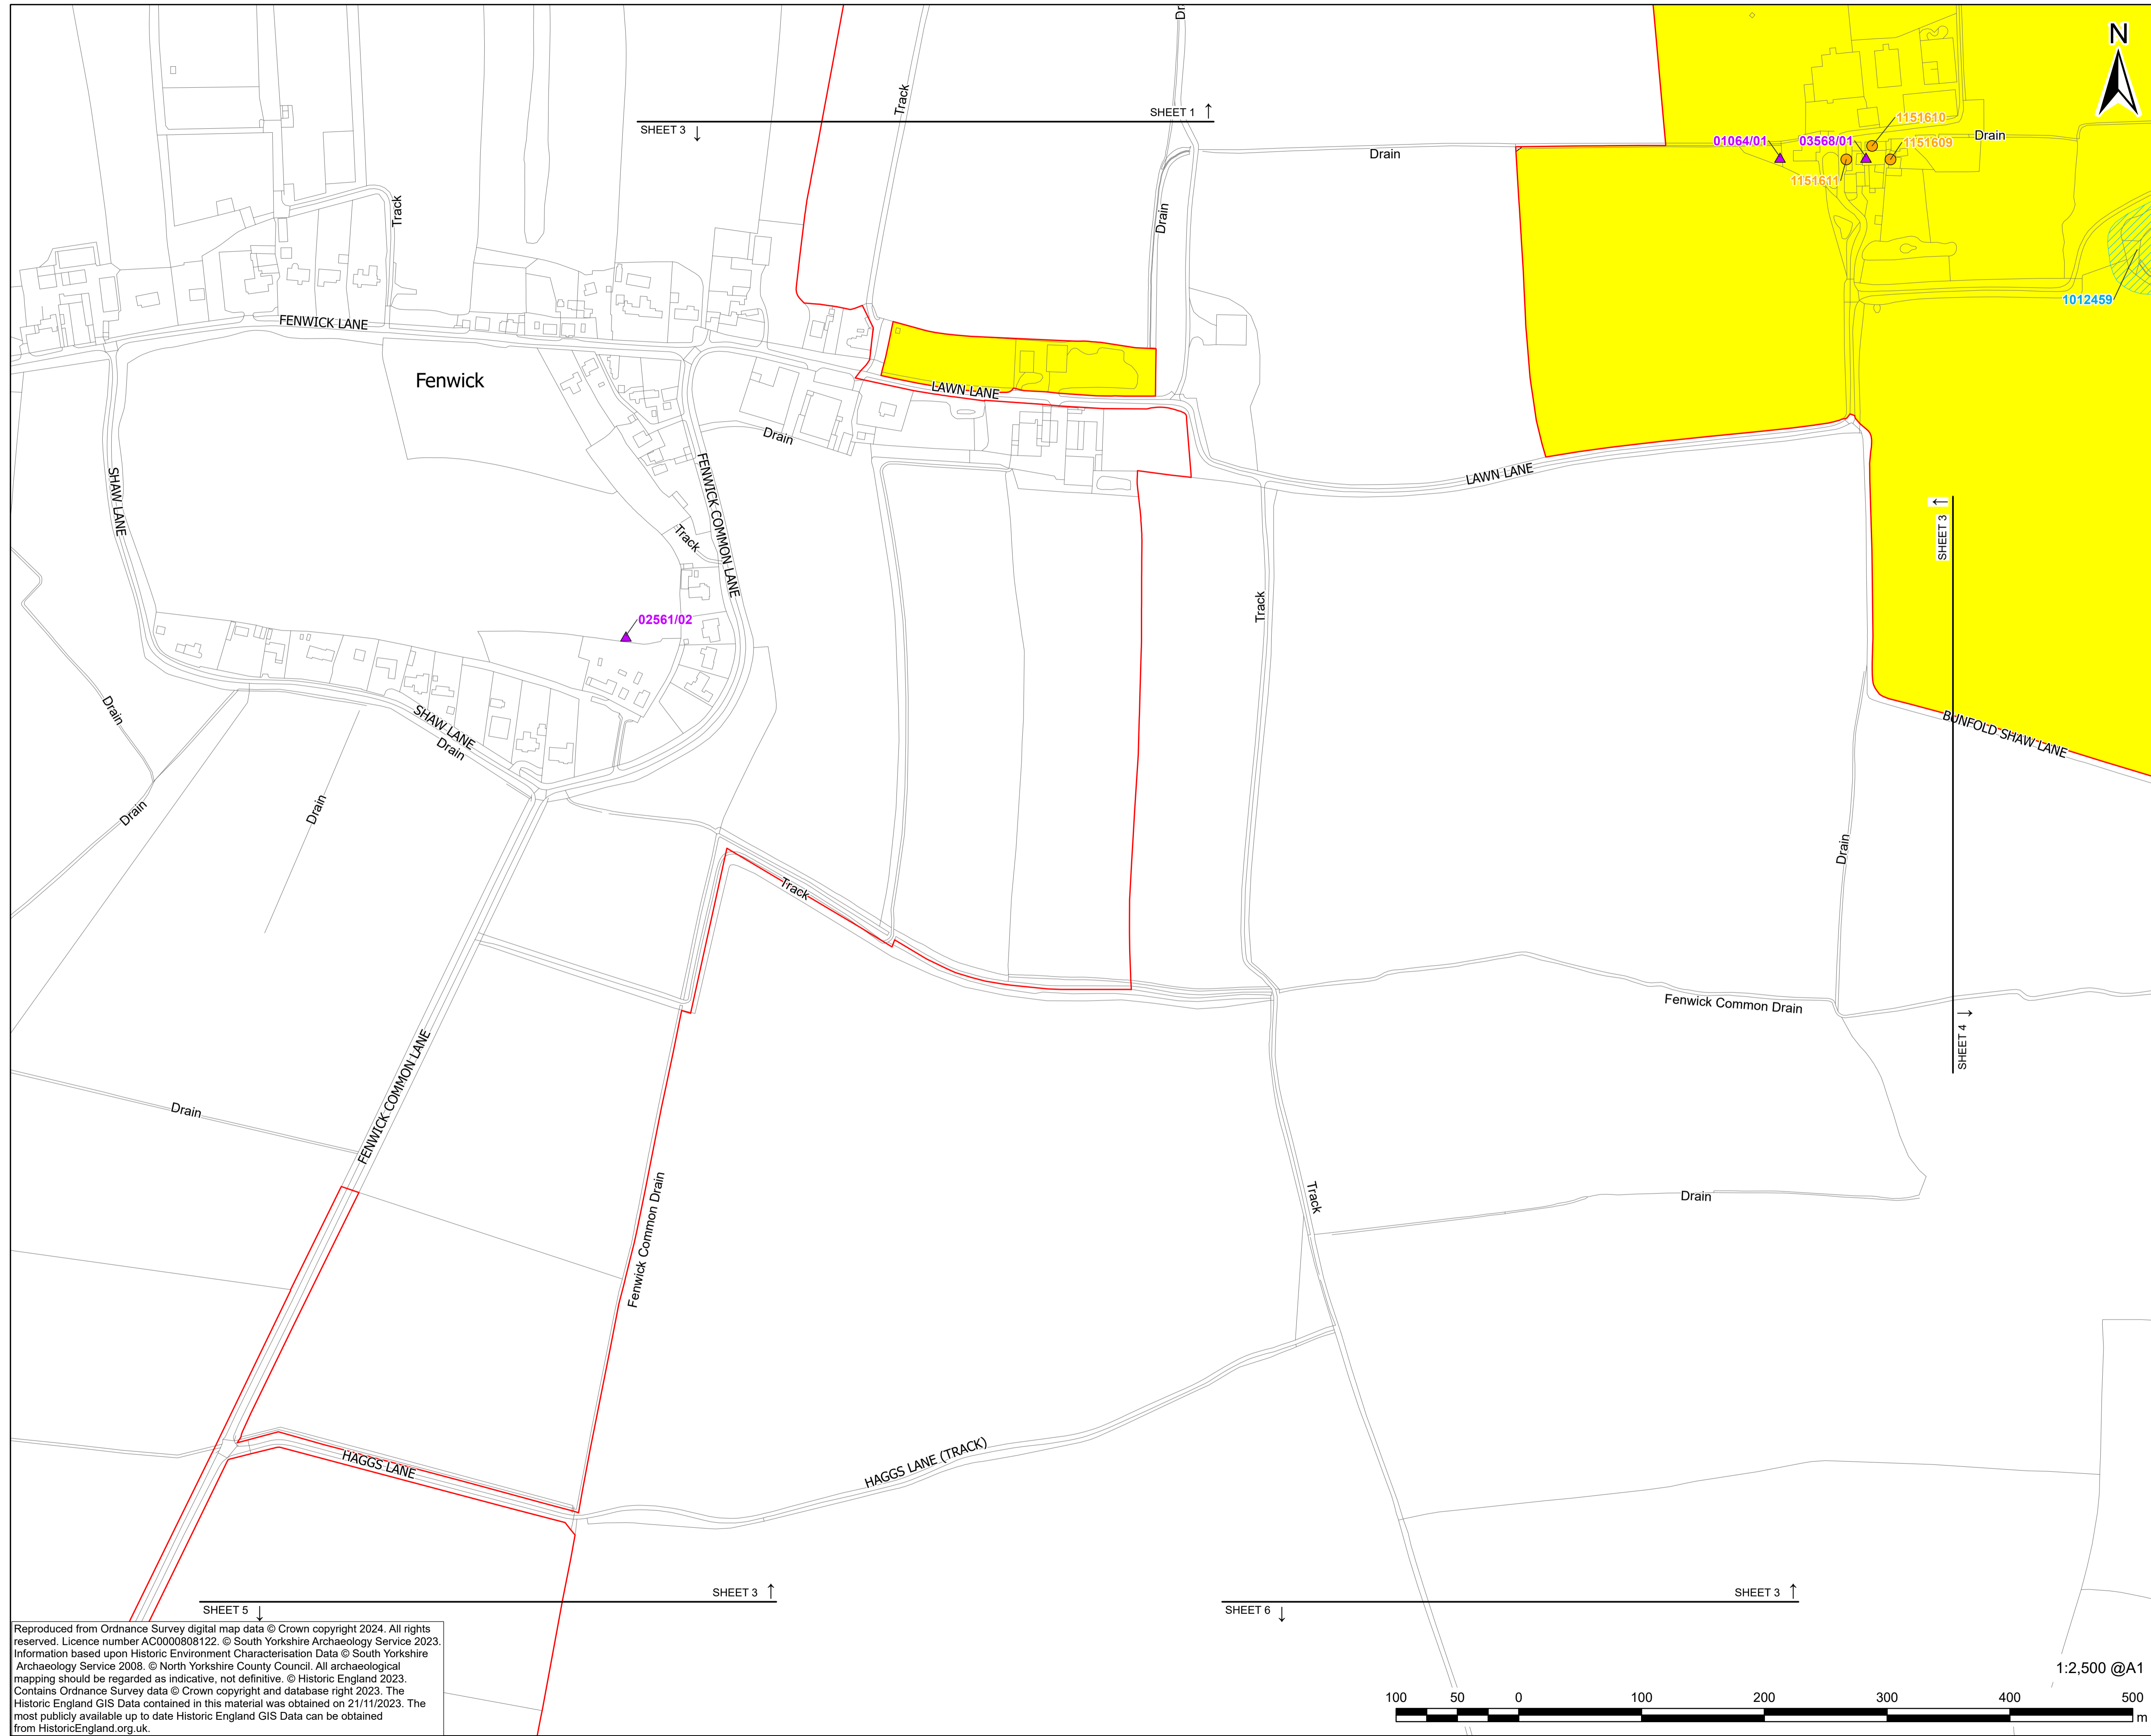 Dr
N
Track
SHEET 1 ↑
SHEET 3 ↓
1151610
01064/01
03568/01
1151609
Drain
Drain
1151611
Track
Drain
1012459
FENWICK LANE
Fenwick
LAWN LANE
Drain
LAWN LANE
SHAW LANE
FENWICK COMMON LANE
SHEET 3 ↑
Track
Track
02561/02
Drain
SHAW LANE
Drain
BUNFOLD SHAW LANE
Drain
Drain
Drain
Track
Fenwick Common Drain
SHEET 4 ↓
FENWICK COMMON LANE
Drain
Track
Drain
Fenwick Common Drain
HAGGS LANE
HAGGS LANE (TRACK)
SHEET 3 ↑
SHEET 5 ↓
SHEET 3 ↑
SHEET 6 ↓
Reproduced from Ordnance Survey digital map data © Crown copyright 2024. All rights
reserved. Licence number AC0000808122. © South Yorkshire Archaeology Service 2023.
Information based upon Historic Environment Characterisation Data © South Yorkshire
Archaeology Service 2008. © North Yorkshire County Council. All archaeological
mapping should be regarded as indicative, not definitive. © Historic England 2023.
Contains Ordnance Survey data © Crown copyright and database right 2023. The
Historic England GIS Data contained in this material was obtained on 21/11/2023. The
most publicly available up to date Historic England GIS Data can be obtained
from HistoricEngland.org.uk.
1:2,500 @A1
100 50 0 100 200 300 400 500
m